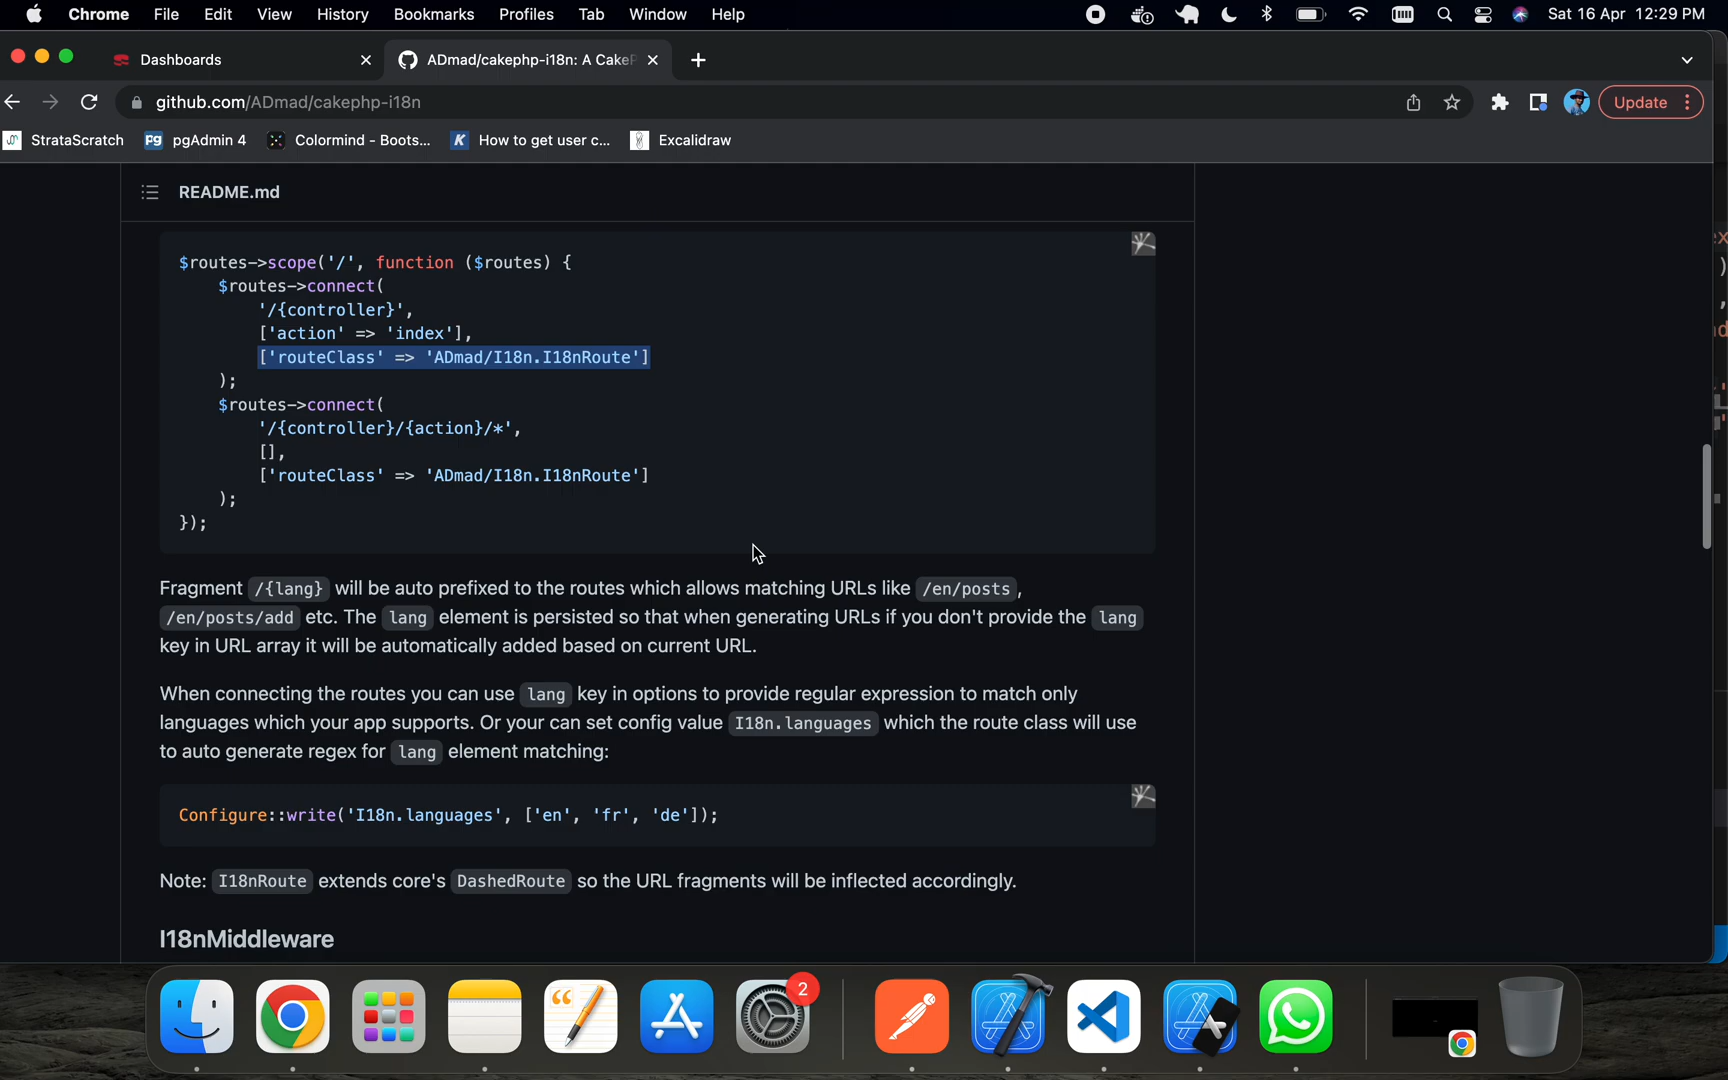 Chrome File Edit View History Bookmarks Profiles Tab Window Help Sat 16 Apr 12:29 PM
Dashboards ADmad/cakephp-i18n: A CakeP
github.com/ADmad/cakephp-i18n Update
StrataScratch pgAdmin 4 Colormind - Boots... How to get user c... Excalidraw
README.md
$routes->scope('/', function ($routes) {
$routes->connect(
'/{controller}',
['action' => 'index'],
['routeClass' => 'ADmad/I18n.I18nRoute']
);
$routes->connect(
'/{controller}/{action}/*',
[],
['routeClass' => 'ADmad/I18n.I18nRoute']
);
});
Fragment /{lang} will be auto prefixed to the routes which allows matching URLs like /en/posts ,
/en/posts/add etc. The lang element is persisted so that when generating URLs if you don't provide the lang
key in URL array it will be automatically added based on current URL.
When connecting the routes you can use lang key in options to provide regular expression to match only
languages which your app supports. Or your can set config value I18n.languages which the route class will use
to auto generate regex for lang element matching:
Configure::write('I18n.languages', ['en', 'fr', 'de']);
Note: I18nRoute extends core's DashedRoute so the URL fragments will be inflected accordingly.
I18nMiddleware
2